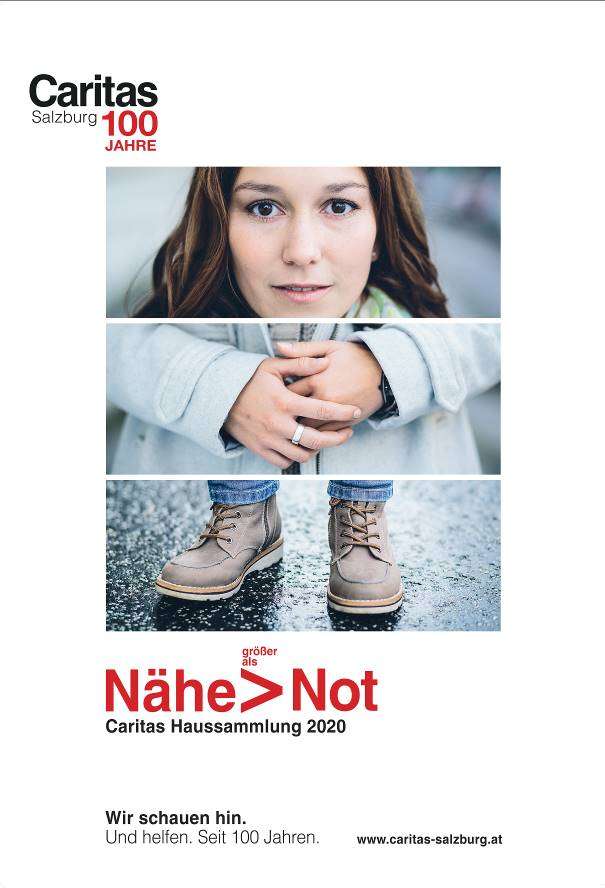 Caritas
Salzburg 100
JAHRE
größer
als
Nähe > Not
Caritas Haussammlung 2020
Wir schauen hin.
Und helfen. Seit 100 Jahren.
www.caritas-salzburg.at